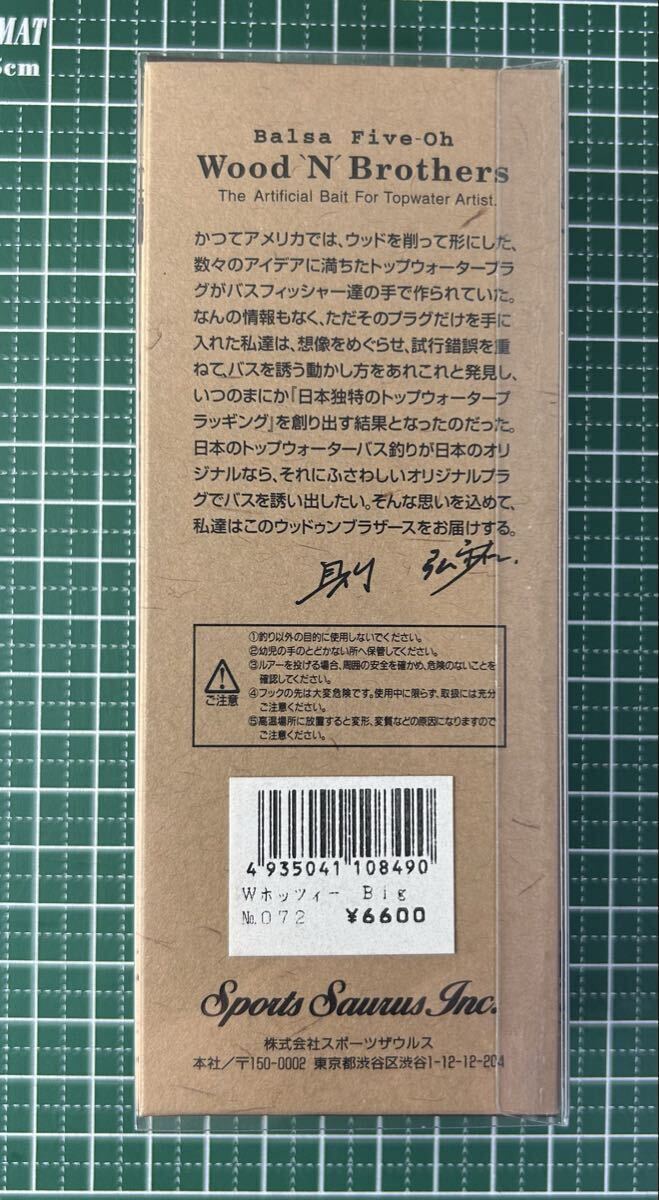 MAT
5cm
Balsa Five-Oh
Wood `N´ Brothers
The Artificial Bait For Topwater Artist.
かつてアメリカでは、ウッドを削って形にした、
数々のアイデアに満ちたトップウォータープラ
グがバスフィッシャー達の手で作られていた。
なんの情報もなく、ただそのプラグだけを手に
入れた私達は、想像をめぐらせ、試行錯誤を重
ねて、バスを誘う動かし方をあれこれと発見し、
いつのまにか『日本独特のトップウォータープ
ラッギング』を創り出す結果となったのだった。
日本のトップウォーターバス釣りが日本のオリ
ジナルなら、それにふさわしいオリジナルプラ
グでバスを誘い出したい。そんな思いを込めて、
私達はこのウッドゥンブラザースをお届けする。
ご注意
①釣り以外の目的に使用しないでください。
②幼児の手のとどかない所へ保管してください。
③ルアーを投げる場合、周囲の安全を確かめ、危険のないことを
確認してください。
④フックの先は大変危険です。使用中に限らず、取扱には充分
ご注意ください。
⑤高温場所に放置すると変形、変質などの原因になりますので
ご注意ください。
4 935041 108490
Wホッツィー Big
№072 ¥6600
Sports Saurus Inc.
株式会社スポーツザウルス
本社／〒150-0002 東京都渋谷区渋谷1-12-12-204